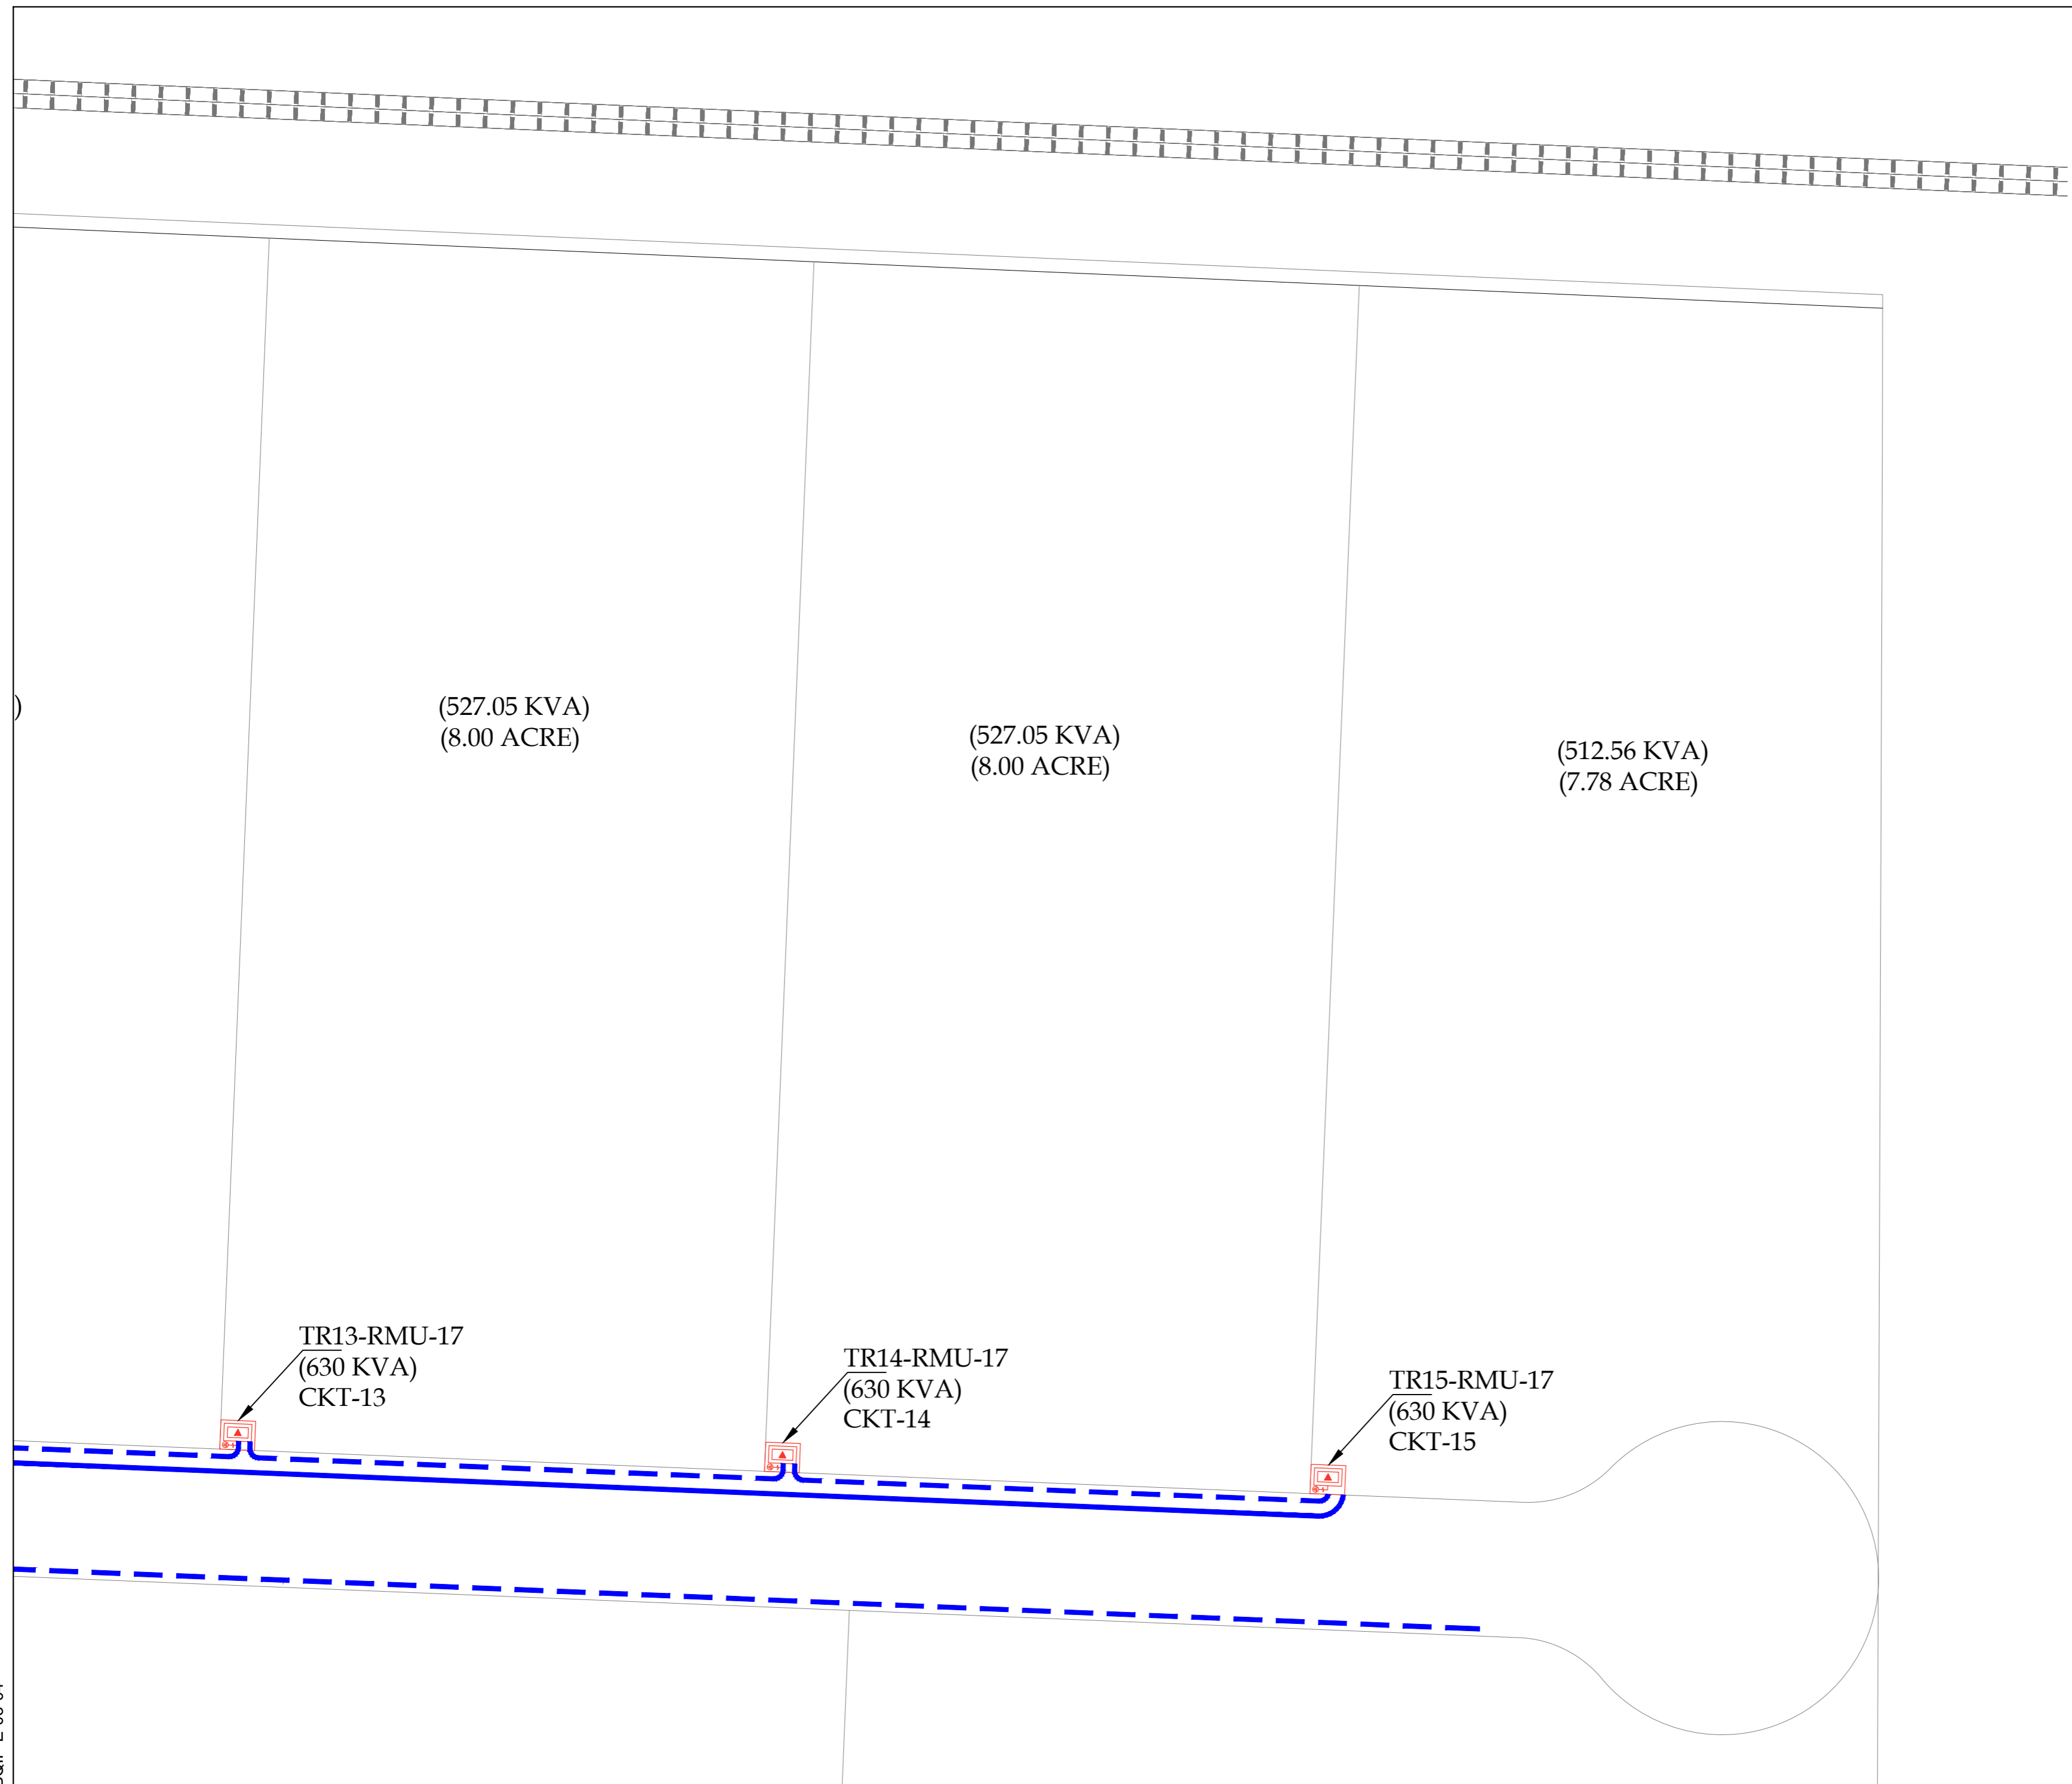 )
(527.05 KVA)
(8.00 ACRE)
(527.05 KVA)
(8.00 ACRE)
(512.56 KVA)
(7.78 ACRE)
TR13-RMU-17
(630 KVA)
CKT-13
TR14-RMU-17
(630 KVA)
CKT-14
TR15-RMU-17
(630 KVA)
CKT-15